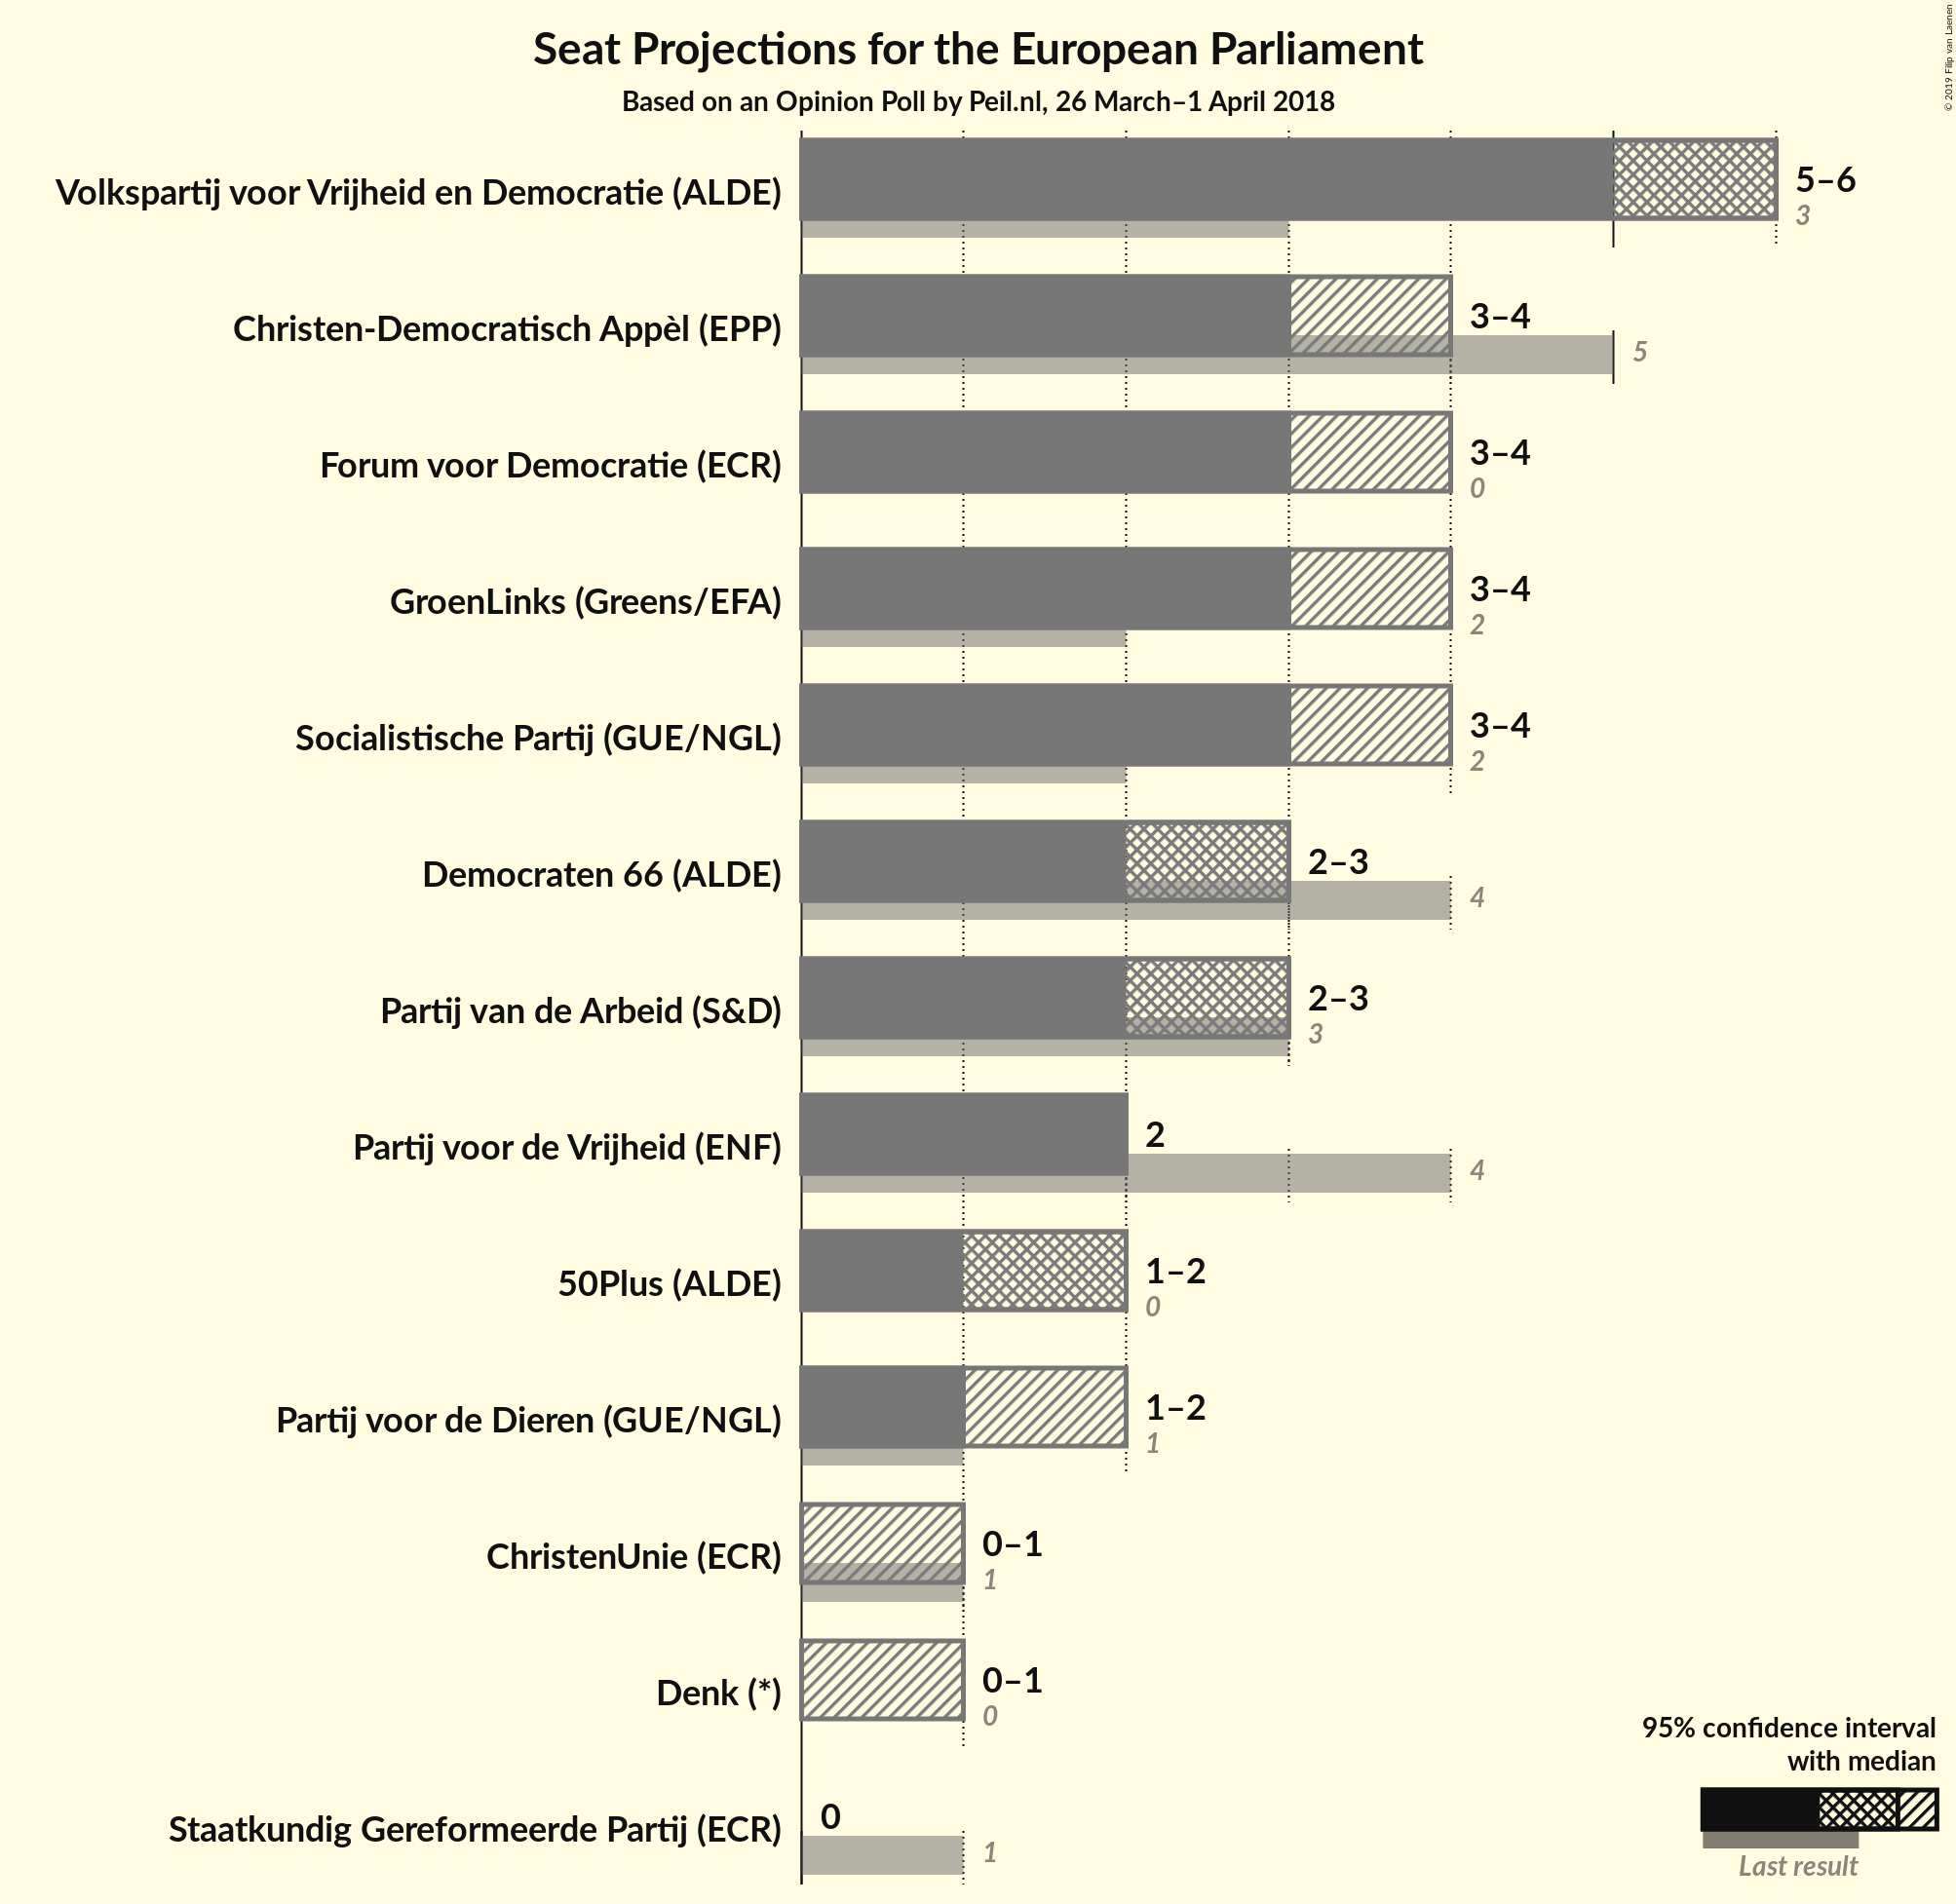 Seat Projections for the European Parliament
Based on an Opinion Poll by Peil.nl, 26 March–1 April 2018
© 2019 Filip van Laenen
Volkspartij voor Vrijheid en Democratie (ALDE)
5–6
3
Christen-Democratisch Appèl (EPP)
3–4
5
Forum voor Democratie (ECR)
3–4
0
GroenLinks (Greens/EFA)
3–4
2
Socialistische Partij (GUE/NGL)
3–4
2
Democraten 66 (ALDE)
2–3
4
Partij van de Arbeid (S&D)
2–3
3
Partij voor de Vrijheid (ENF)
2
4
50Plus (ALDE)
1–2
0
Partij voor de Dieren (GUE/NGL)
1–2
1
ChristenUnie (ECR)
0–1
1
Denk (*)
0–1
0
Staatkundig Gereformeerde Partij (ECR)
0
1
95% confidence interval
with median
Last result